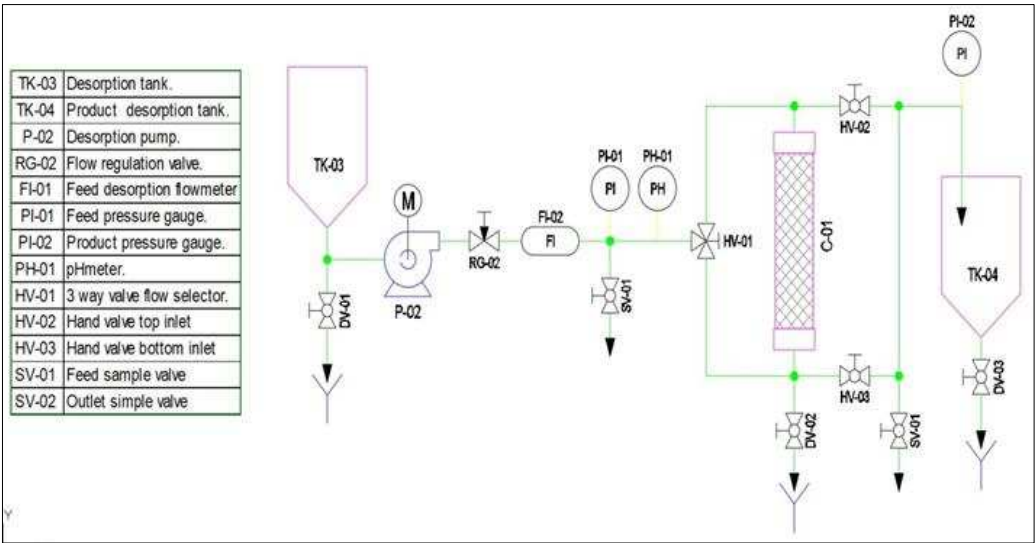 TK-03 Desorption tank.
TK-04 Product desorption tank.
P-02 Desorption pump.
RG-02 Flow regulation valve.
FI-01 Feed desorption flowmeter
PI-01 Feed pressure gauge.
PI-02 Product pressure gauge.
PH-01 pHmeter.
HV-01 3 way valve flow selector.
HV-02 Hand valve top inlet
HV-03 Hand valve bottom inlet
SV-01 Feed sample valve
SV-02 Outlet simple valve
TK-03
DV-01
M
P-02
RG-02
FI-02
FI
PI-01
PI
PH-01
PH
SV-01
HV-01
C-01
HV-02
HV-03
DV-02
SV-01
PI-02
PI
TK-04
DV-03
Y